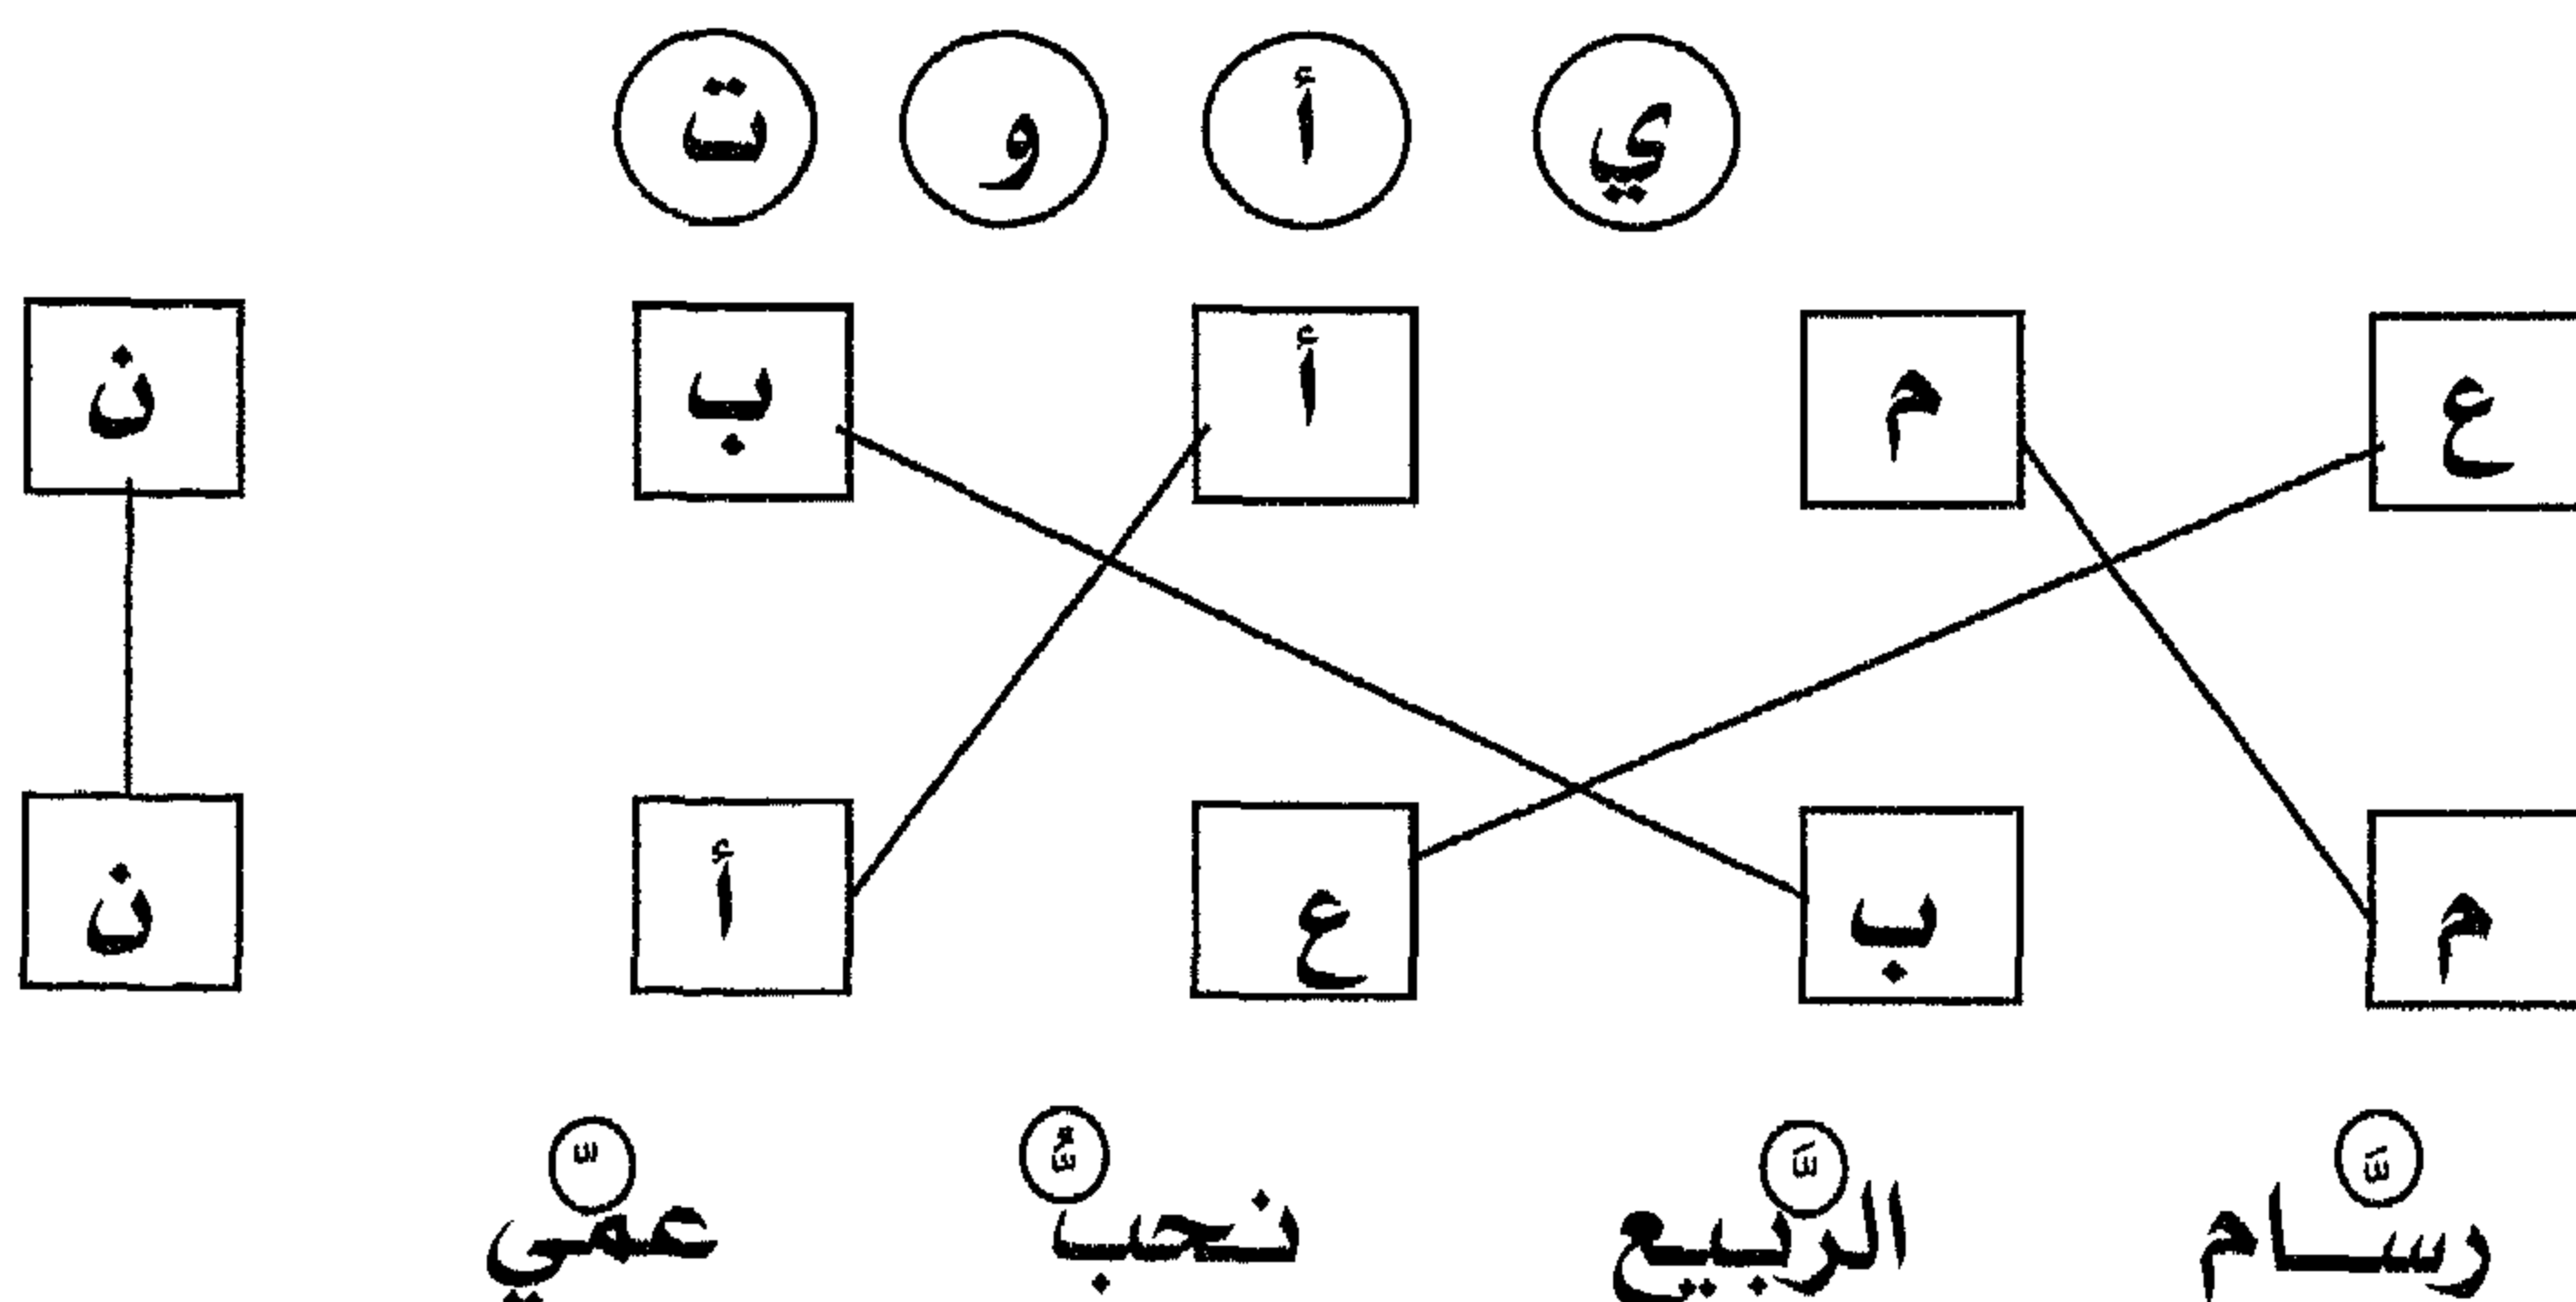 ي أ و ت
ع م أ ب ن
م ب ع أ ن
رسَّام الرَّبيع نحبُّ عمّي